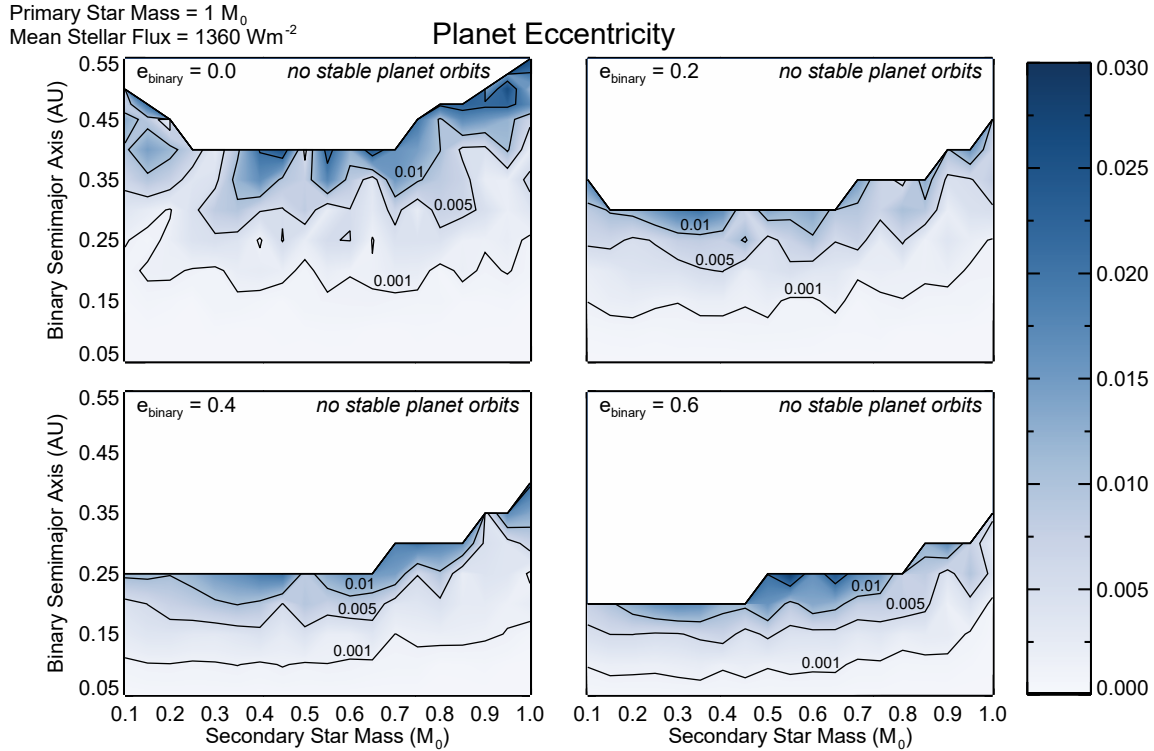 Primary Star Mass = 1 M₀
Mean Stellar Flux = 1360 Wm⁻²
Planet Eccentricity
e_binary = 0.0
no stable planet orbits
0.01
0.005
0.001
0.55
0.45
0.35
0.25
0.15
0.05
Binary Semimajor Axis (AU)
e_binary = 0.2
no stable planet orbits
0.01
0.005
0.001
e_binary = 0.4
no stable planet orbits
0.01
0.005
0.001
0.55
0.45
0.35
0.25
0.15
0.05
Binary Semimajor Axis (AU)
0.1 0.2 0.3 0.4 0.5 0.6 0.7 0.8 0.9 1.0
Secondary Star Mass (M₀)
e_binary = 0.6
no stable planet orbits
0.01
0.005
0.001
0.1 0.2 0.3 0.4 0.5 0.6 0.7 0.8 0.9 1.0
Secondary Star Mass (M₀)
0.030
0.025
0.020
0.015
0.010
0.005
0.000